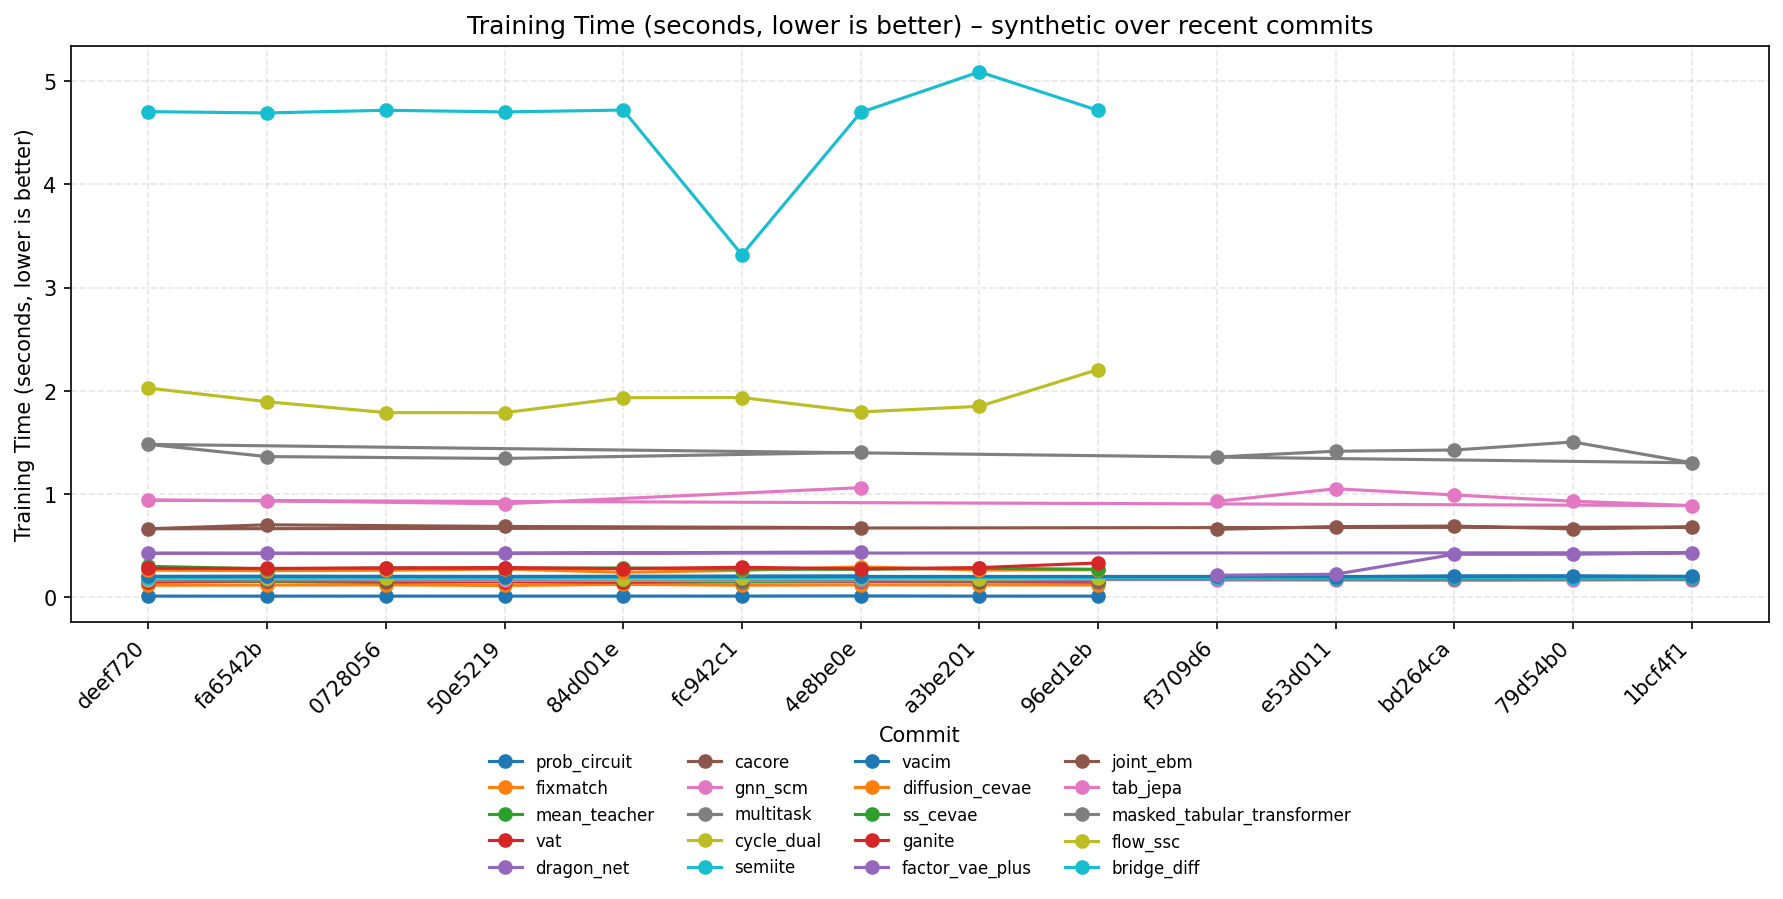 Training Time (seconds, lower is better) – synthetic over recent commits
Training Time (seconds, lower is better)
5
4
3
2
1
0
deef720
fa6542b
0728056
50e5219
84d001e
fc942c1
4e8be0e
a3be201
96ed1eb
f3709d6
e53d011
bd264ca
79d54b0
1bcf4f1
Commit
prob_circuit
fixmatch
mean_teacher
vat
dragon_net
cacore
gnn_scm
multitask
cycle_dual
semiite
vacim
diffusion_cevae
ss_cevae
ganite
factor_vae_plus
joint_ebm
tab_jepa
masked_tabular_transformer
flow_ssc
bridge_diff